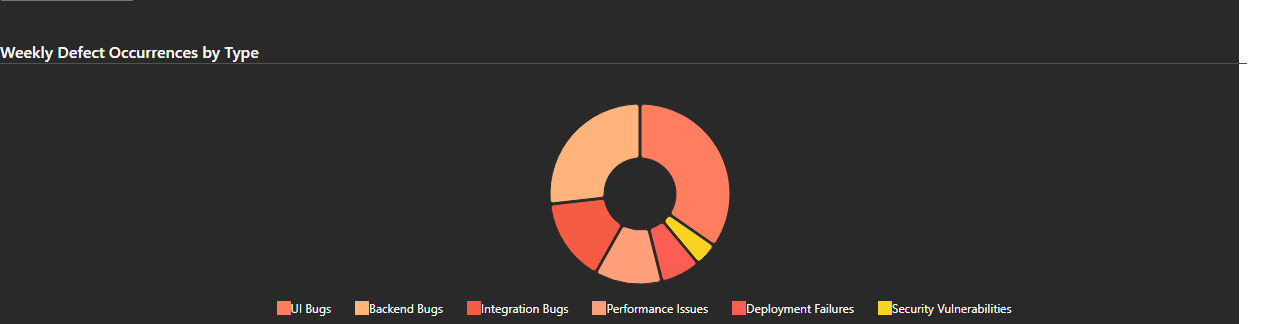 Weekly Defect Occurrences by Type
UI Bugs Backend Bugs Integration Bugs Performance Issues Deployment Failures Security Vulnerabilities